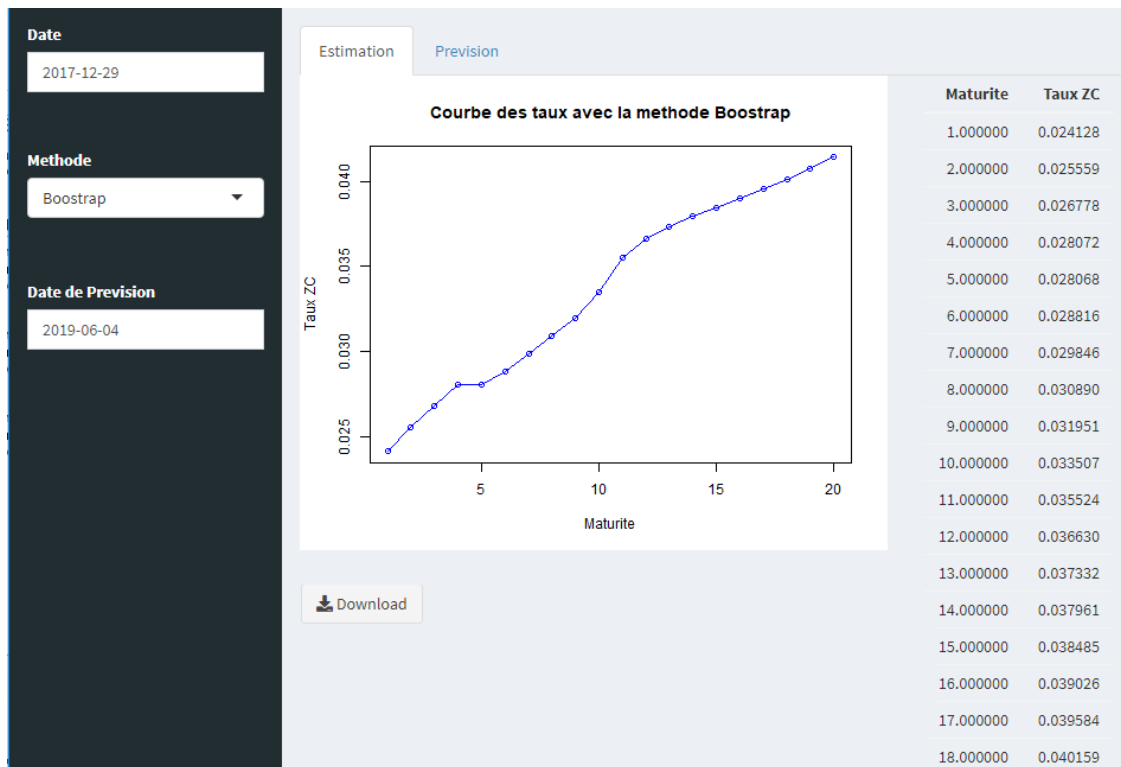 Date
2017-12-29
Methode
Boostrap
Date de Prevision
2019-06-04
Estimation
Prevision
Courbe des taux avec la methode Boostrap
Taux ZC
0.040
0.035
0.030
0.025
5
10
15
20
Maturite
Download
Maturite Taux ZC
1.000000 0.024128
2.000000 0.025559
3.000000 0.026778
4.000000 0.028072
5.000000 0.028068
6.000000 0.028816
7.000000 0.029846
8.000000 0.030890
9.000000 0.031951
10.000000 0.033507
11.000000 0.035524
12.000000 0.036630
13.000000 0.037332
14.000000 0.037961
15.000000 0.038485
16.000000 0.039026
17.000000 0.039584
18.000000 0.040159